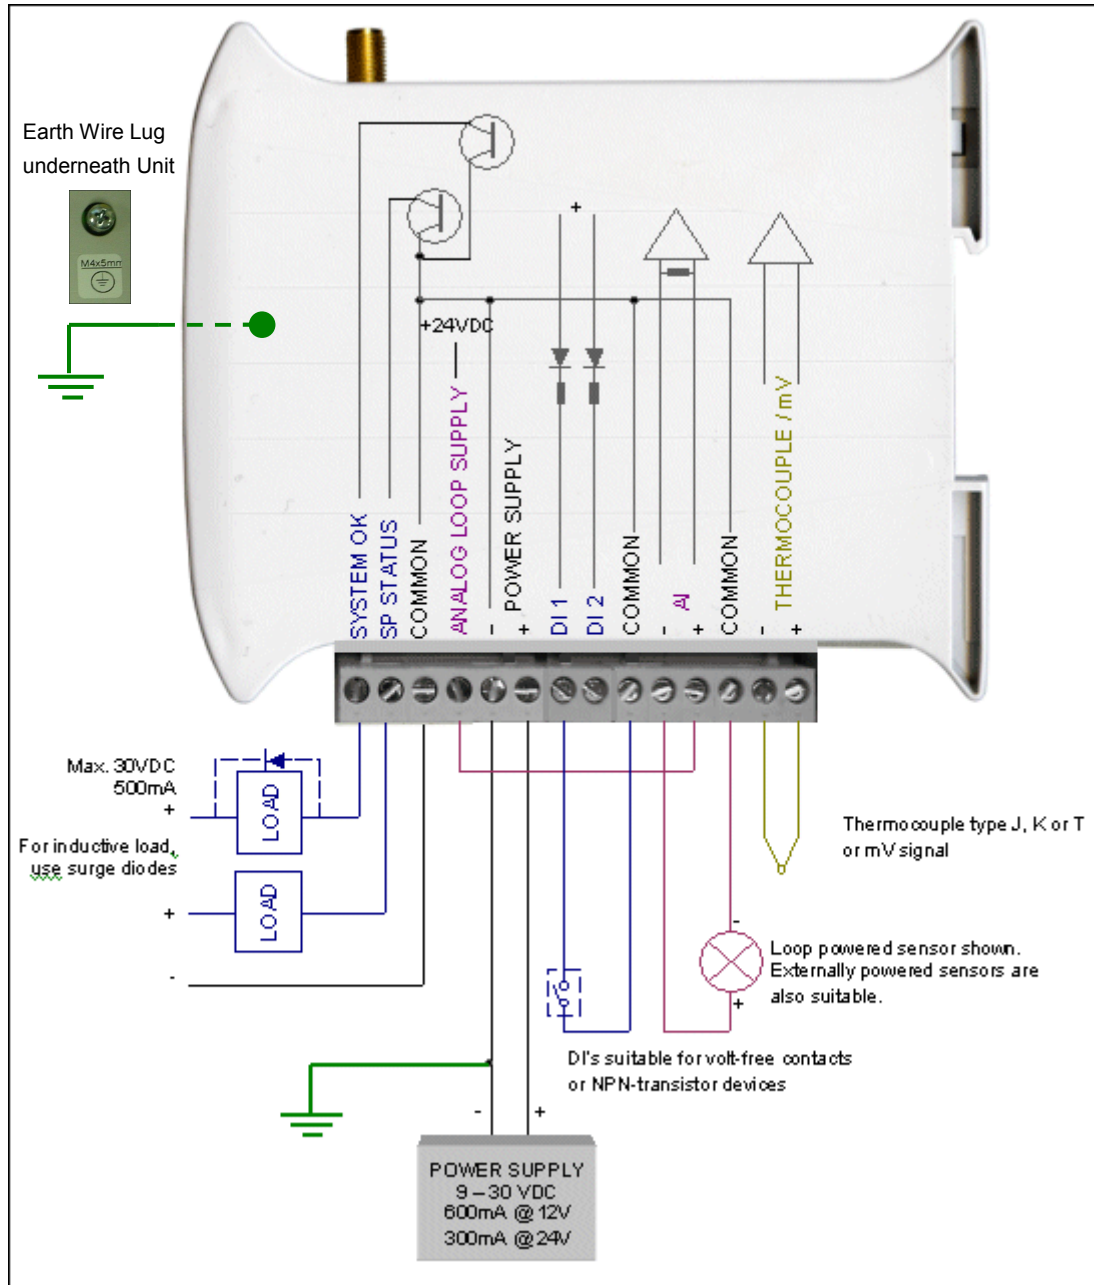 Earth Wire Lug
underneath Unit
M4x5mm
+
+24VDC
SYSTEM OK
SP STATUS
COMMON
ANALOG LOOP SUPPLY
-
+
POWER SUPPLY
DI 1
DI 2
COMMON
-
AI
+
COMMON
-
THERMOCOUPLE / mV
+
Max. 30VDC
500mA
+
LOAD
For inductive load,
use surge diodes
+
LOAD
-
Thermocouple type J, K or T
or mV signal
-
Loop powered sensor shown.
Externally powered sensors are
also suitable.
+
DI's suitable for volt-free contacts
or NPN-transistor devices
- +
POWER SUPPLY
9 – 30 VDC
600mA @ 12V
300mA @ 24V